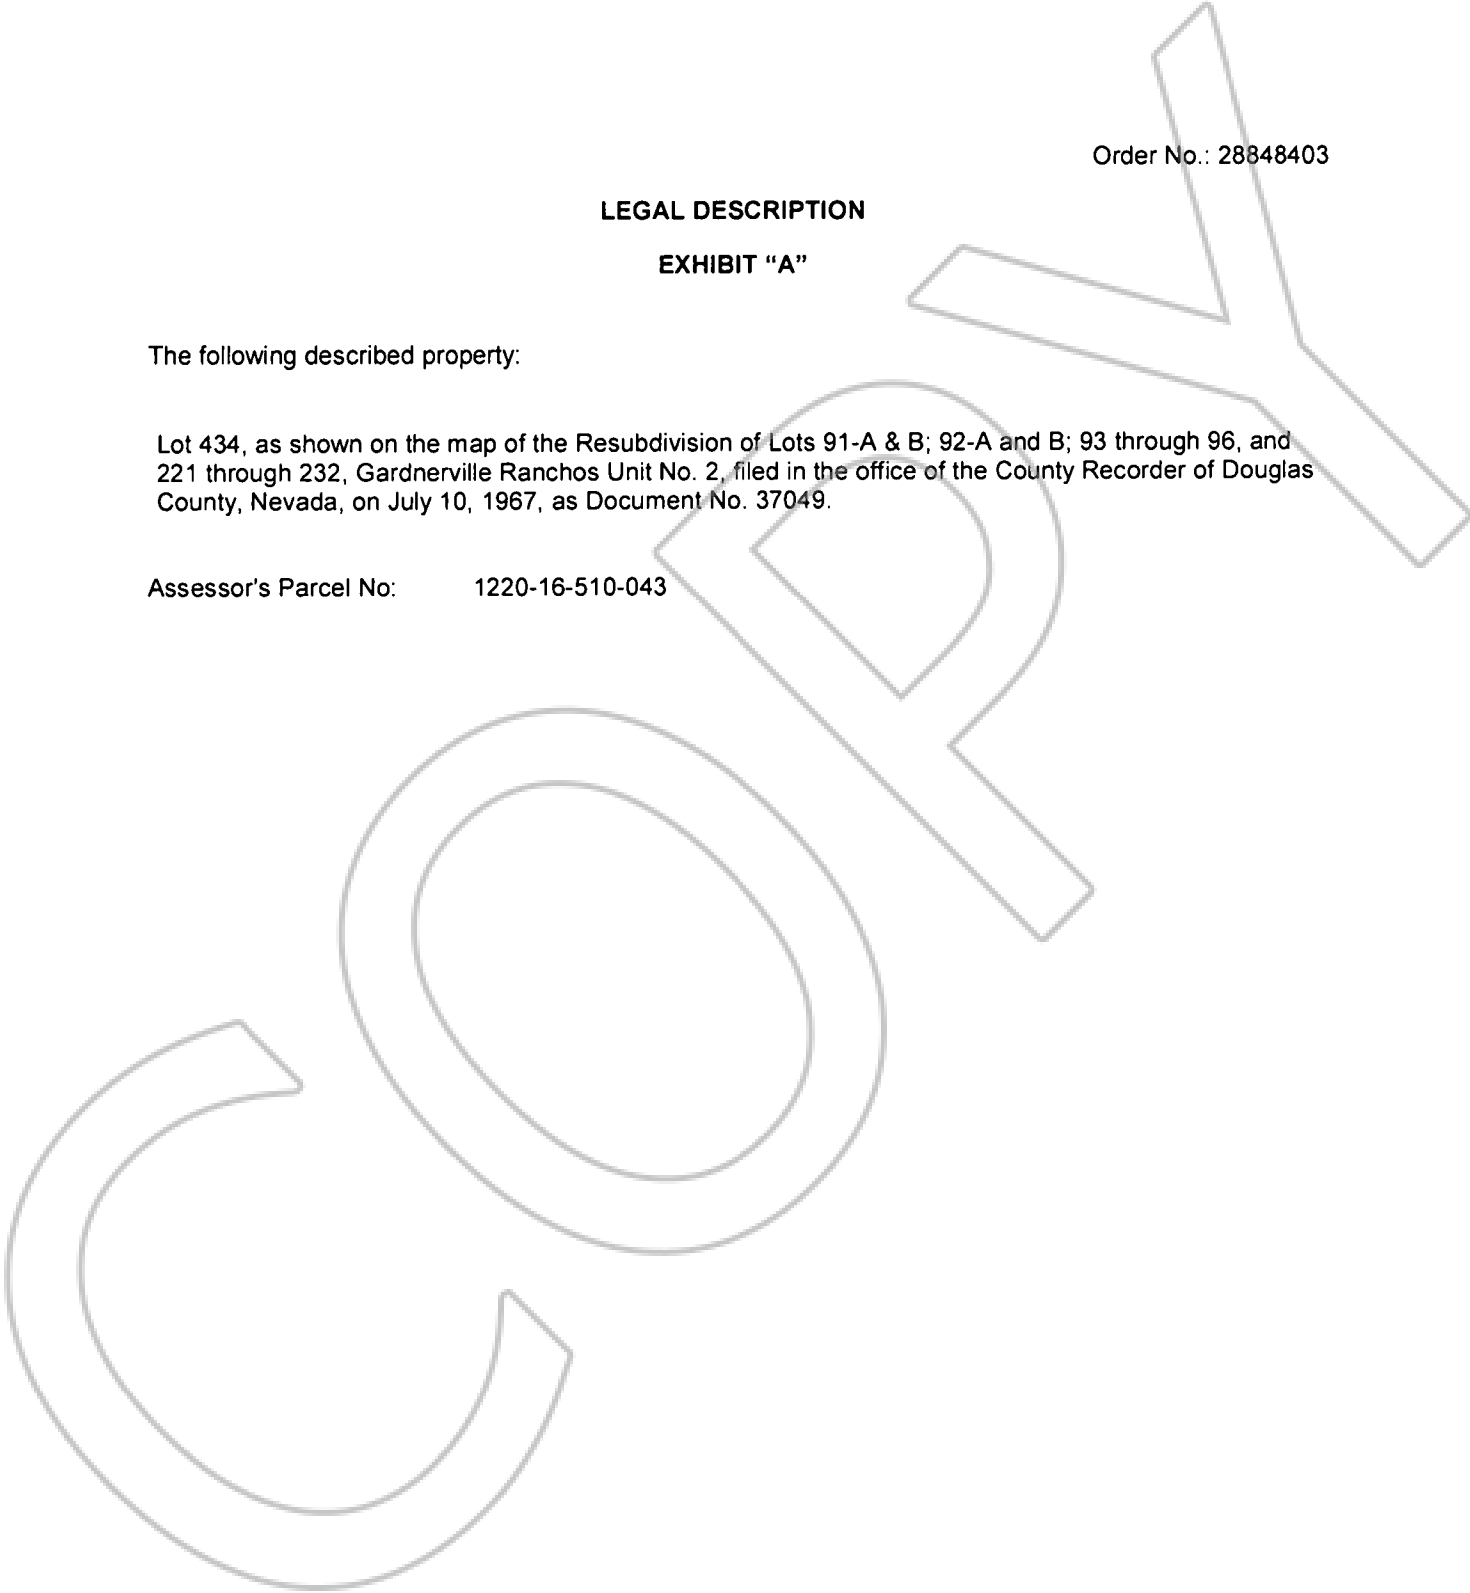 Order No.: 28848403
LEGAL DESCRIPTION
EXHIBIT “A”
The following described property:
Lot 434, as shown on the map of the Resubdivision of Lots 91-A & B; 92-A and B; 93 through 96, and
221 through 232, Gardnerville Ranchos Unit No. 2, filed in the office of the County Recorder of Douglas
County, Nevada, on July 10, 1967, as Document No. 37049.
Assessor's Parcel No: 1220-16-510-043
COPY